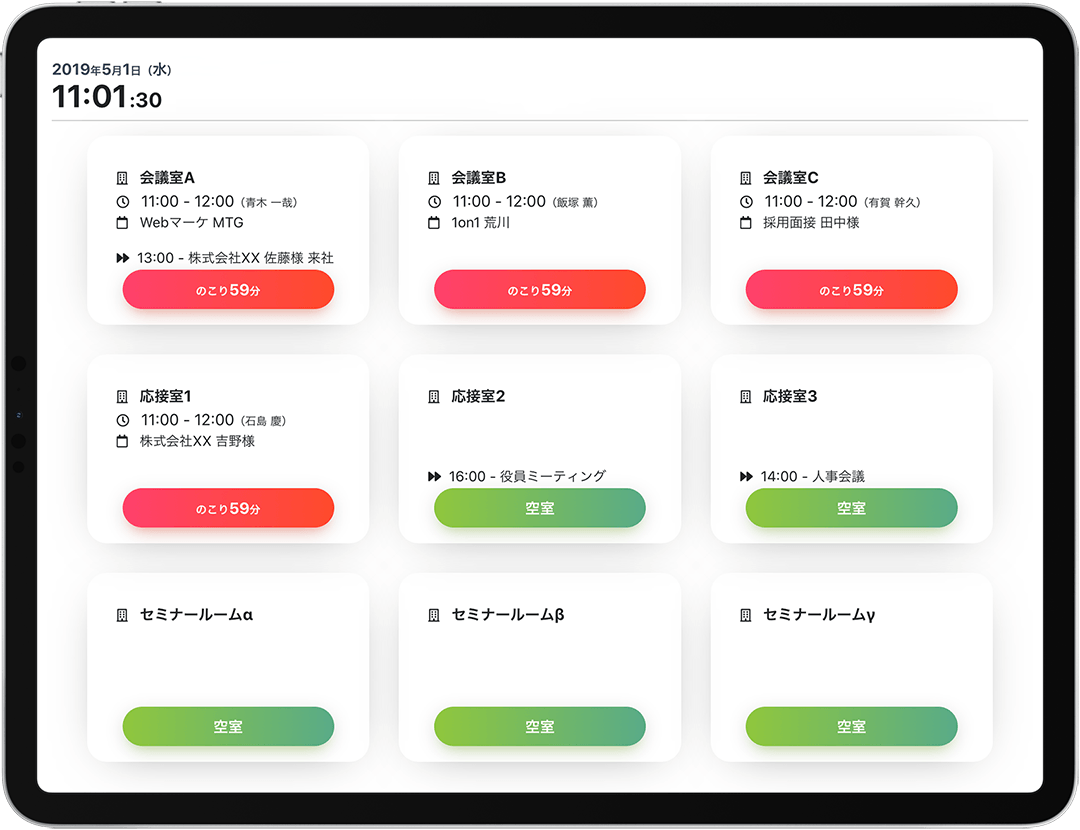 2019年5月1日（水）
11:01:30
会議室A
11:00 - 12:00（青木 一哉）
Webマーケ MTG
13:00 - 株式会社XX 佐藤様 来社
のこり59分
会議室B
11:00 - 12:00（飯塚 薫）
1on1 荒川
のこり59分
会議室C
11:00 - 12:00（有賀 幹久）
採用面接 田中様
のこり59分
応接室1
11:00 - 12:00（石島 慶）
株式会社XX 吉野様
のこり59分
応接室2
16:00 - 役員ミーティング
空室
応接室3
14:00 - 人事会議
空室
セミナールームα
空室
セミナールームβ
空室
セミナールームγ
空室